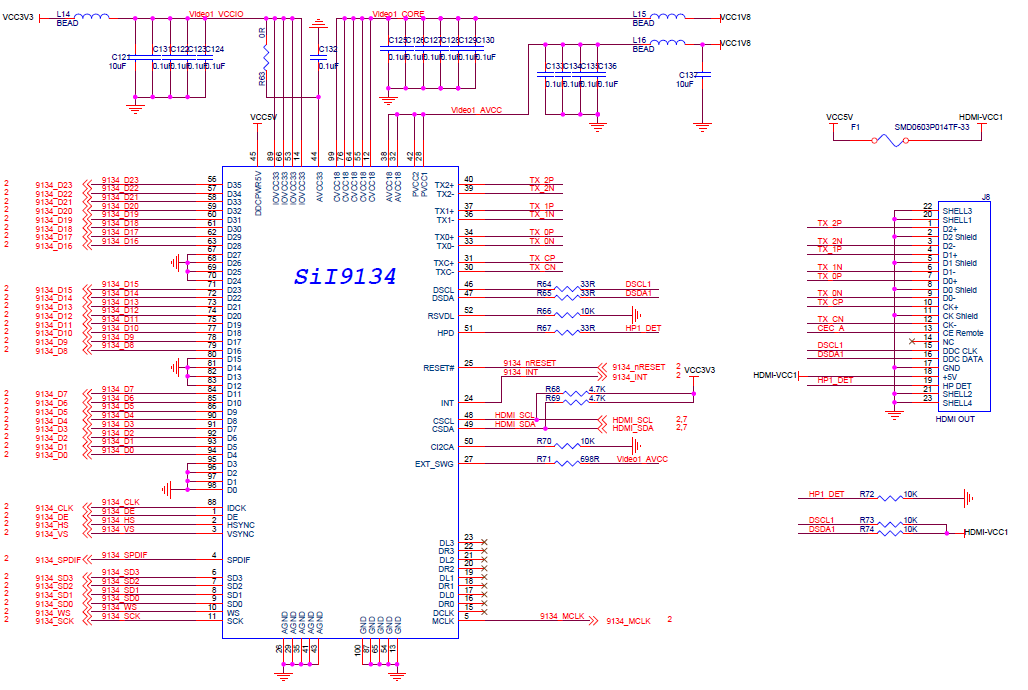 VCC3V3
L14
BEAD
Video1_VCCIO
C121
10uF
C131
C122
C123
C124
0.1uF
0.1uF
0.1uF
0.1uF
R63
0R
C132
0.1uF
Video1_CORE
C125
C126
C127
C128
C129
C130
0.1uF
0.1uF
0.1uF
0.1uF
0.1uF
0.1uF
L15
BEAD
VCC1V8
L16
BEAD
VCC1V8
C133
C134
C135
C136
0.1uF
0.1uF
0.1uF
0.1uF
C137
10uF
Video1_AVCC
VCC5V
VCC5V
F1
SMD0603P014TF-33
HDMI-VCC1
45 89 66 53 14 44 99 76 64 55 12 38 32 42 28
DDCPWR5V
IOVCC33
IOVCC33
IOVCC33
IOVCC33
AVCC33
CVCC18
CVCC18
CVCC18
CVCC18
CVCC18
AVCC18
AVCC18
PVCC2
PVCC1
SiI9134
2 9134_D23 9134_D23 56 D35
2 9134_D22 9134_D22 57 D34
2 9134_D21 9134_D21 58 D33
2 9134_D20 9134_D20 59 D32
2 9134_D19 9134_D19 60 D31
2 9134_D18 9134_D18 61 D30
2 9134_D17 9134_D17 62 D29
2 9134_D16 9134_D16 63 D28
67 D27
68 D26
69 D25
70 D24
2 9134_D15 9134_D15 71 D23
2 9134_D14 9134_D14 72 D22
2 9134_D13 9134_D13 73 D21
2 9134_D12 9134_D12 74 D20
2 9134_D11 9134_D11 75 D19
2 9134_D10 9134_D10 77 D18
2 9134_D9 9134_D9 78 D17
2 9134_D8 9134_D8 79 D16
80 D15
81 D14
82 D13
83 D12
2 9134_D7 9134_D7 84 D11
2 9134_D6 9134_D6 85 D10
2 9134_D5 9134_D5 86 D9
2 9134_D4 9134_D4 90 D8
2 9134_D3 9134_D3 91 D7
2 9134_D2 9134_D2 92 D6
2 9134_D1 9134_D1 93 D5
2 9134_D0 9134_D0 94 D4
95 D3
96 D2
97 D1
98 D0
2 9134_CLK 9134_CLK 88 IDCK
2 9134_DE 9134_DE 1 DE
2 9134_HS 9134_HS 2 HSYNC
2 9134_VS 9134_VS 3 VSYNC
2 9134_SPDIF 9134_SPDIF 4 SPDIF
2 9134_SD3 9134_SD3 6 SD3
2 9134_SD2 9134_SD2 7 SD2
2 9134_SD1 9134_SD1 8 SD1
2 9134_SD0 9134_SD0 9 SD0
2 9134_WS 9134_WS 10 WS
2 9134_SCK 9134_SCK 11 SCK
TX2+ 40 TX_2P
TX2- 39 TX_2N
TX1+ 37 TX_1P
TX1- 36 TX_1N
TX0+ 34 TX_0P
TX0- 33 TX_0N
TXC+ 31 TX_CP
TXC- 30 TX_CN
DSCL 46 R64 33R DSCL1
DSDA 47 R65 33R DSDA1
RSVDL 52 R66 10K
HPD 51 R67 33R HP1_DET
RESET# 25 9134_nRESET 9134_nRESET 2
9134_INT 9134_INT 2
VCC3V3
R68 4.7K
R69 4.7K
INT 24
CSCL 48 HDMI_SCL HDMI_SCL 2,7
CSDA 49 HDMI_SDA HDMI_SDA 2,7
CI2CA 50 R70 10K
EXT_SWG 27 R71 698R Video1_AVCC
DL3 23
DR3 22
DL2 21
DR2 20
DL1 19
DR1 18
DL0 17
DR0 16
DCLK 15
MCLK 5 9134_MCLK 9134_MCLK 2
AGND
AGND
AGND
AGND
AGND
GND
GND
GND
GND
GND
26 29 35 41 43 100 87 65 54 13
J8
22 SHELL3
20 SHELL1
TX_2P 1 D2+
2 D2 Shield
TX_2N 3 D2-
TX_1P 4 D1+
5 D1 Shield
TX_1N 6 D1-
TX_0P 7 D0+
8 D0 Shield
TX_0N 9 D0-
TX_CP 10 CK+
11 CK Shield
TX_CN 12 CK-
CEC_A 13 CE Remote
14 NC
DSCL1 15 DDC CLK
DSDA1 16 DDC DATA
17 GND
HDMI-VCC1 18 +5V
HP1_DET 19 HP DET
21 SHELL2
23 SHELL4
HDMI OUT
HP1_DET R72 10K
DSCL1 R73 10K
DSDA1 R74 10K HDMI-VCC1